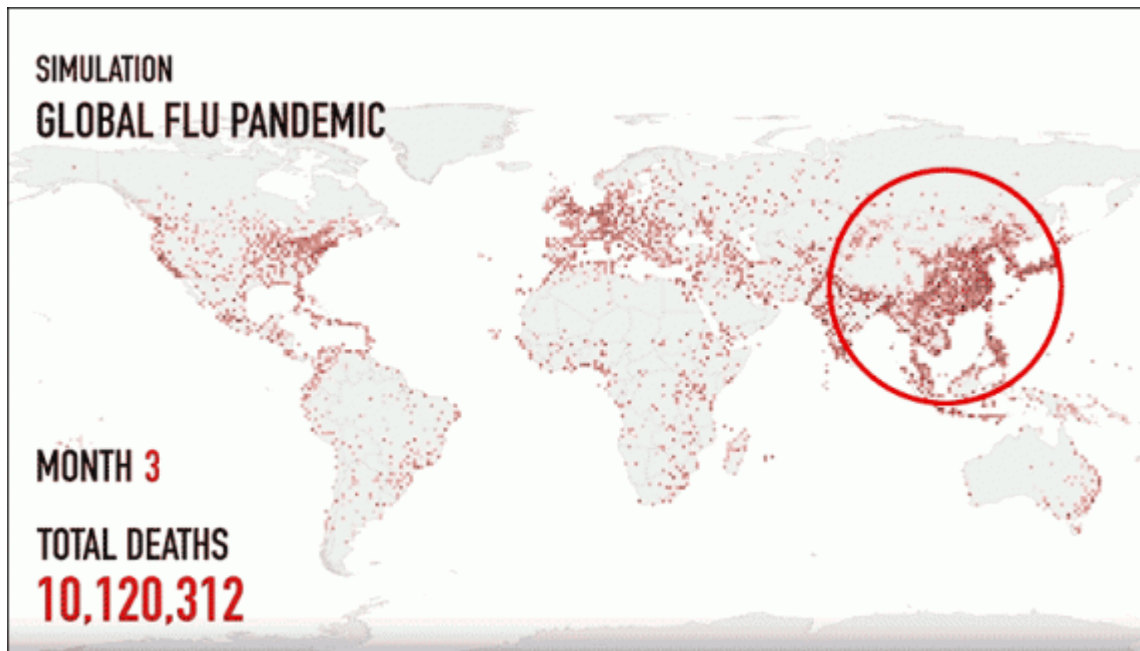 SIMULATION
GLOBAL FLU PANDEMIC
MONTH 3
TOTAL DEATHS
10,120,312